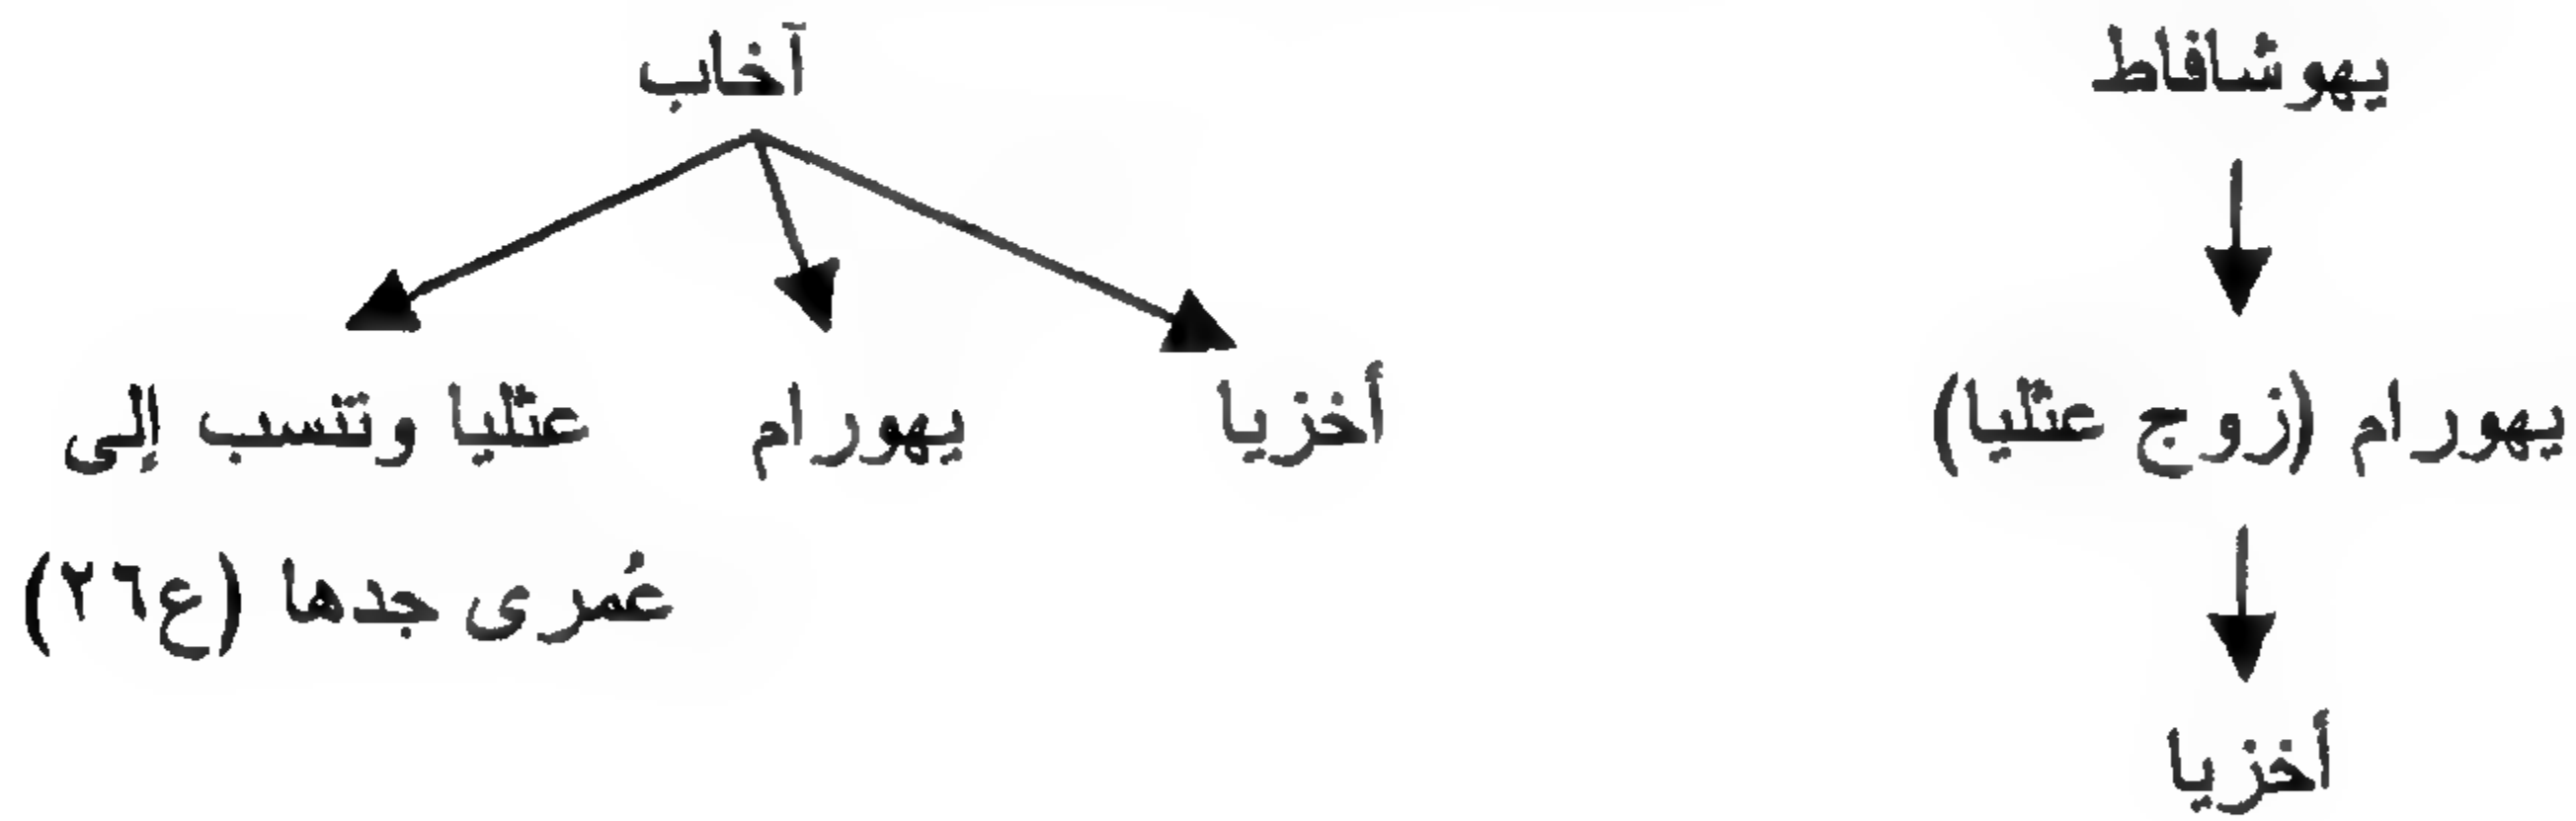 يهوشافاط
آخاب
يهورام (زوج عثليا)
أخزيا
يهورام
عثليا وتنسب إلى
عُمرى جدها (ع٢٦)
أخزيا